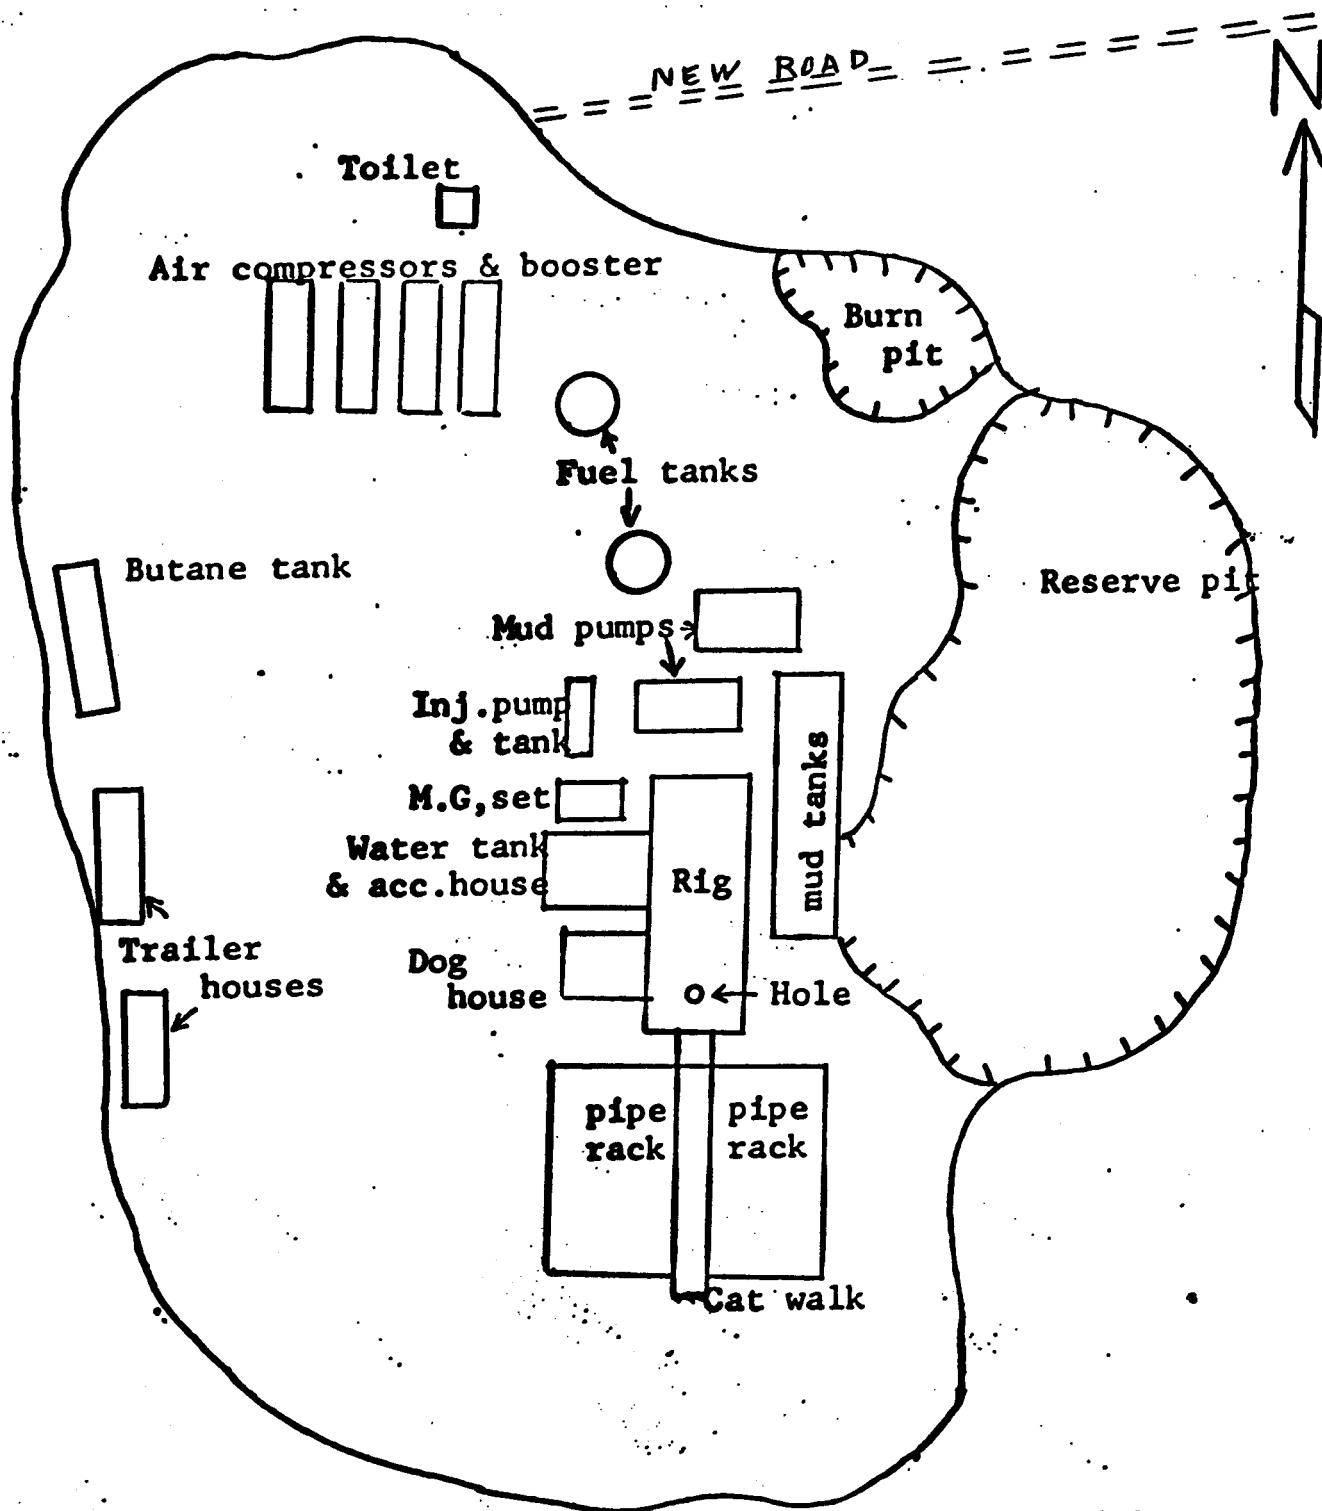 NEW ROAD
N
Toilet
Air compressors & booster
Burn
pit
Fuel tanks
Butane tank
Reserve pit
Mud pumps
Inj.pump
& tank
mud tanks
M.G,set
Water tank
& acc.house
Rig
Trailer
houses
Dog
house
Hole
pipe
rack
pipe
rack
Cat walk